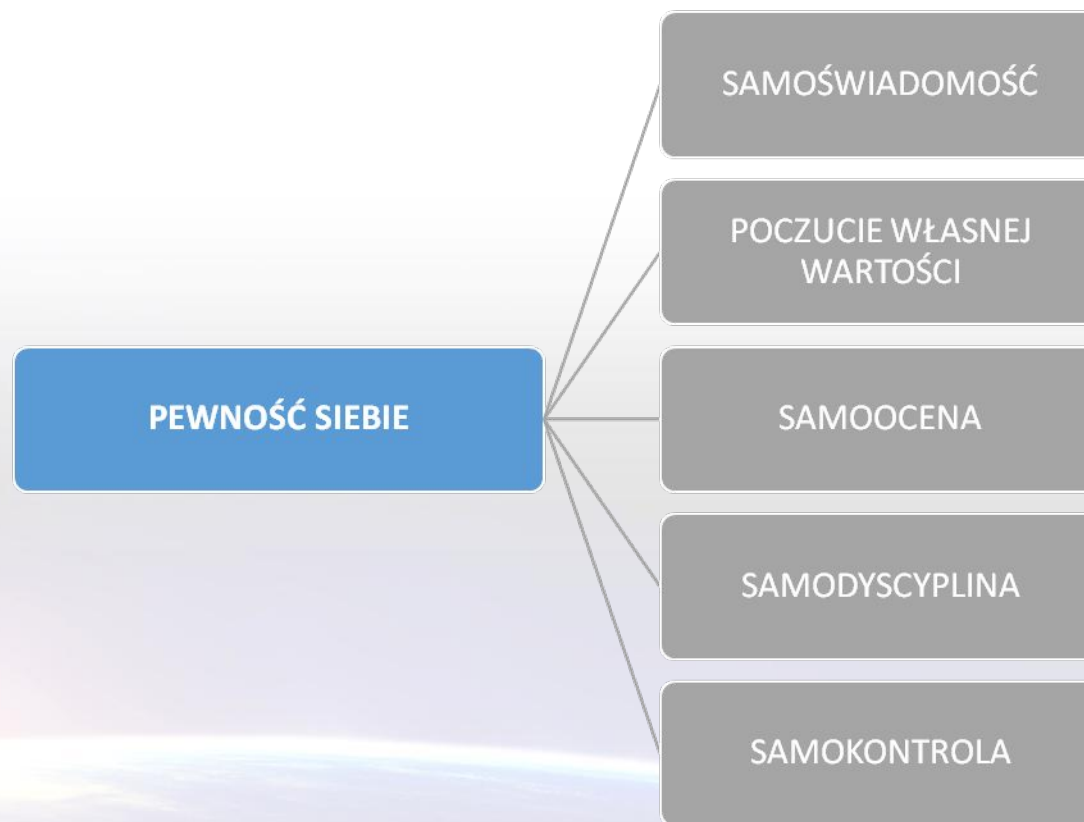 SAMOŚWIADOMOŚĆ
POCZUCIE WŁASNEJ
WARTOŚCI
PEWNOŚĆ SIEBIE
SAMOOCENA
SAMODYSCYPLINA
SAMOKONTROLA